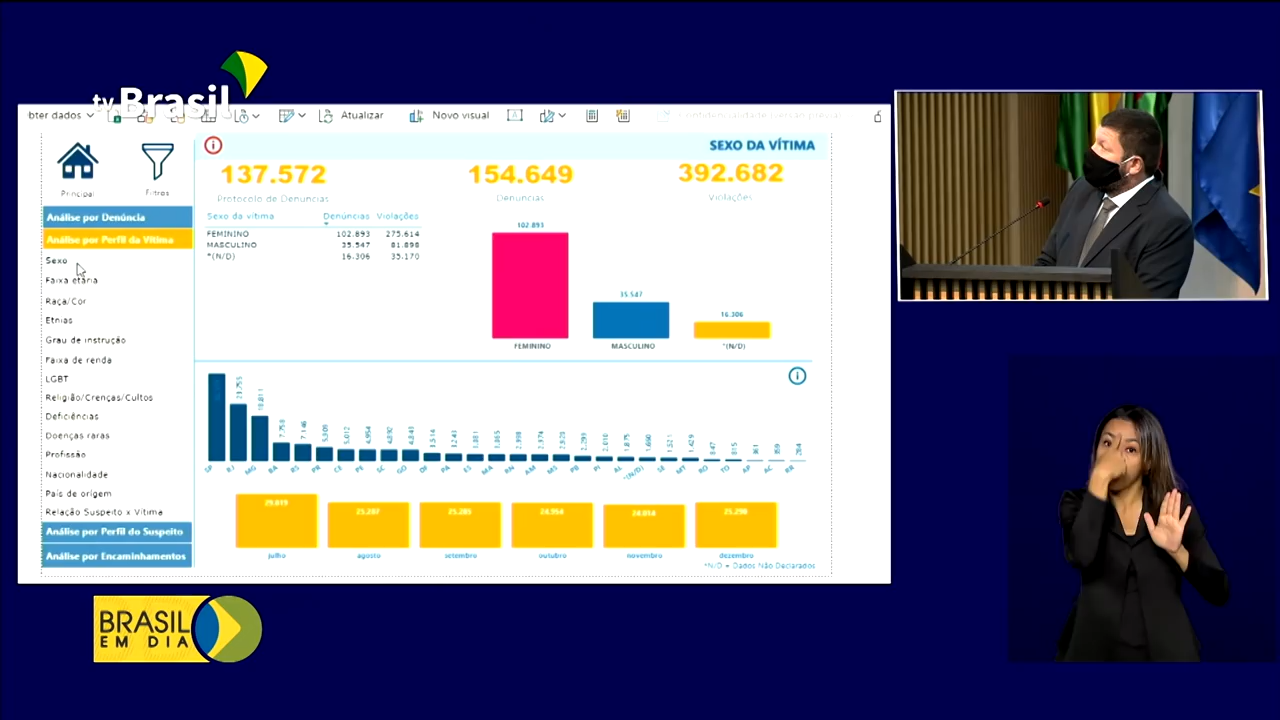 tv Brasil
bter dados
Atualizar
Novo visual
Principal
Filtros
Análise por Denúncia
Análise por Perfil da Vítima
Sexo
Faixa etária
Raça/Cor
Etnias
Grau de instrução
Faixa de renda
LGBT
Religião/Crenças/Cultos
Deficiências
Doenças raras
Profissão
Nacionalidade
País de origem
Relação Suspeito x Vítima
Análise por Perfil do Suspeito
Análise por Encaminhamentos
SEXO DA VÍTIMA
137.572
154.649
392.682
Protocolo de Denúncias
Denúncias
Violações
Sexo da vítima Denúncias Violações
FEMININO 102.893 275.614
MASCULINO 35.547 81.898
*(N/D) 16.306 35.170
102.893
35.547
16.306
FEMININO
MASCULINO
*(N/D)
SP RJ MG BA RS PR CE PE SC GO DF PA ES MA RN AM MS PB PI AL *(N/D) SE MT RO TO AP AC RR
julho
agosto
setembro
outubro
novembro
dezembro
*N/D = Dados Não Declarados
BRASIL
EM DIA